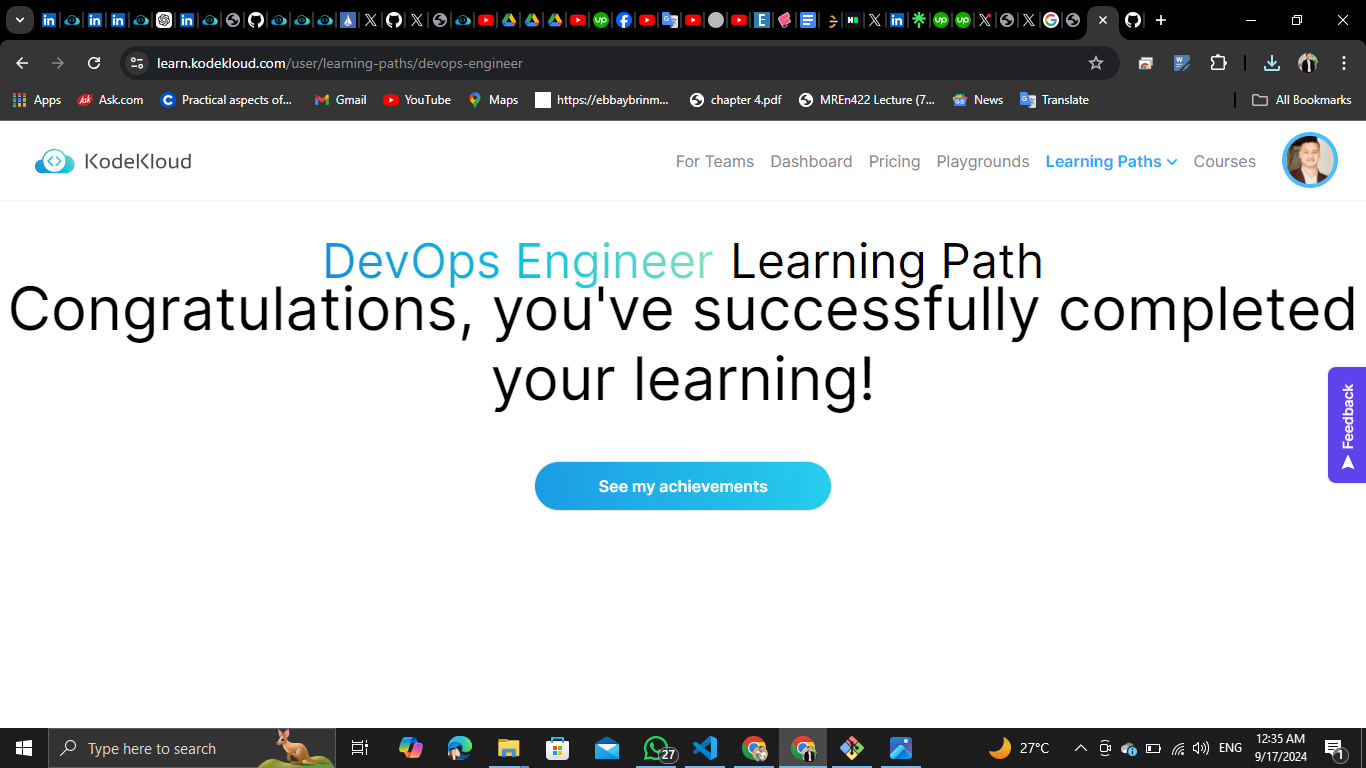 learn.kodekloud.com/user/learning-paths/devops-engineer
Apps
Ask.com
Practical aspects of...
Gmail
YouTube
Maps
https://ebbaybrinm...
chapter 4.pdf
MREn422 Lecture (7...
News
Translate
All Bookmarks
KodeKloud
For Teams
Dashboard
Pricing
Playgrounds
Learning Paths
Courses
DevOps Engineer Learning Path
Congratulations, you've successfully completed
your learning!
See my achievements
Feedback
Type here to search
27
27°C
ENG
12:35 AM
9/17/2024
1